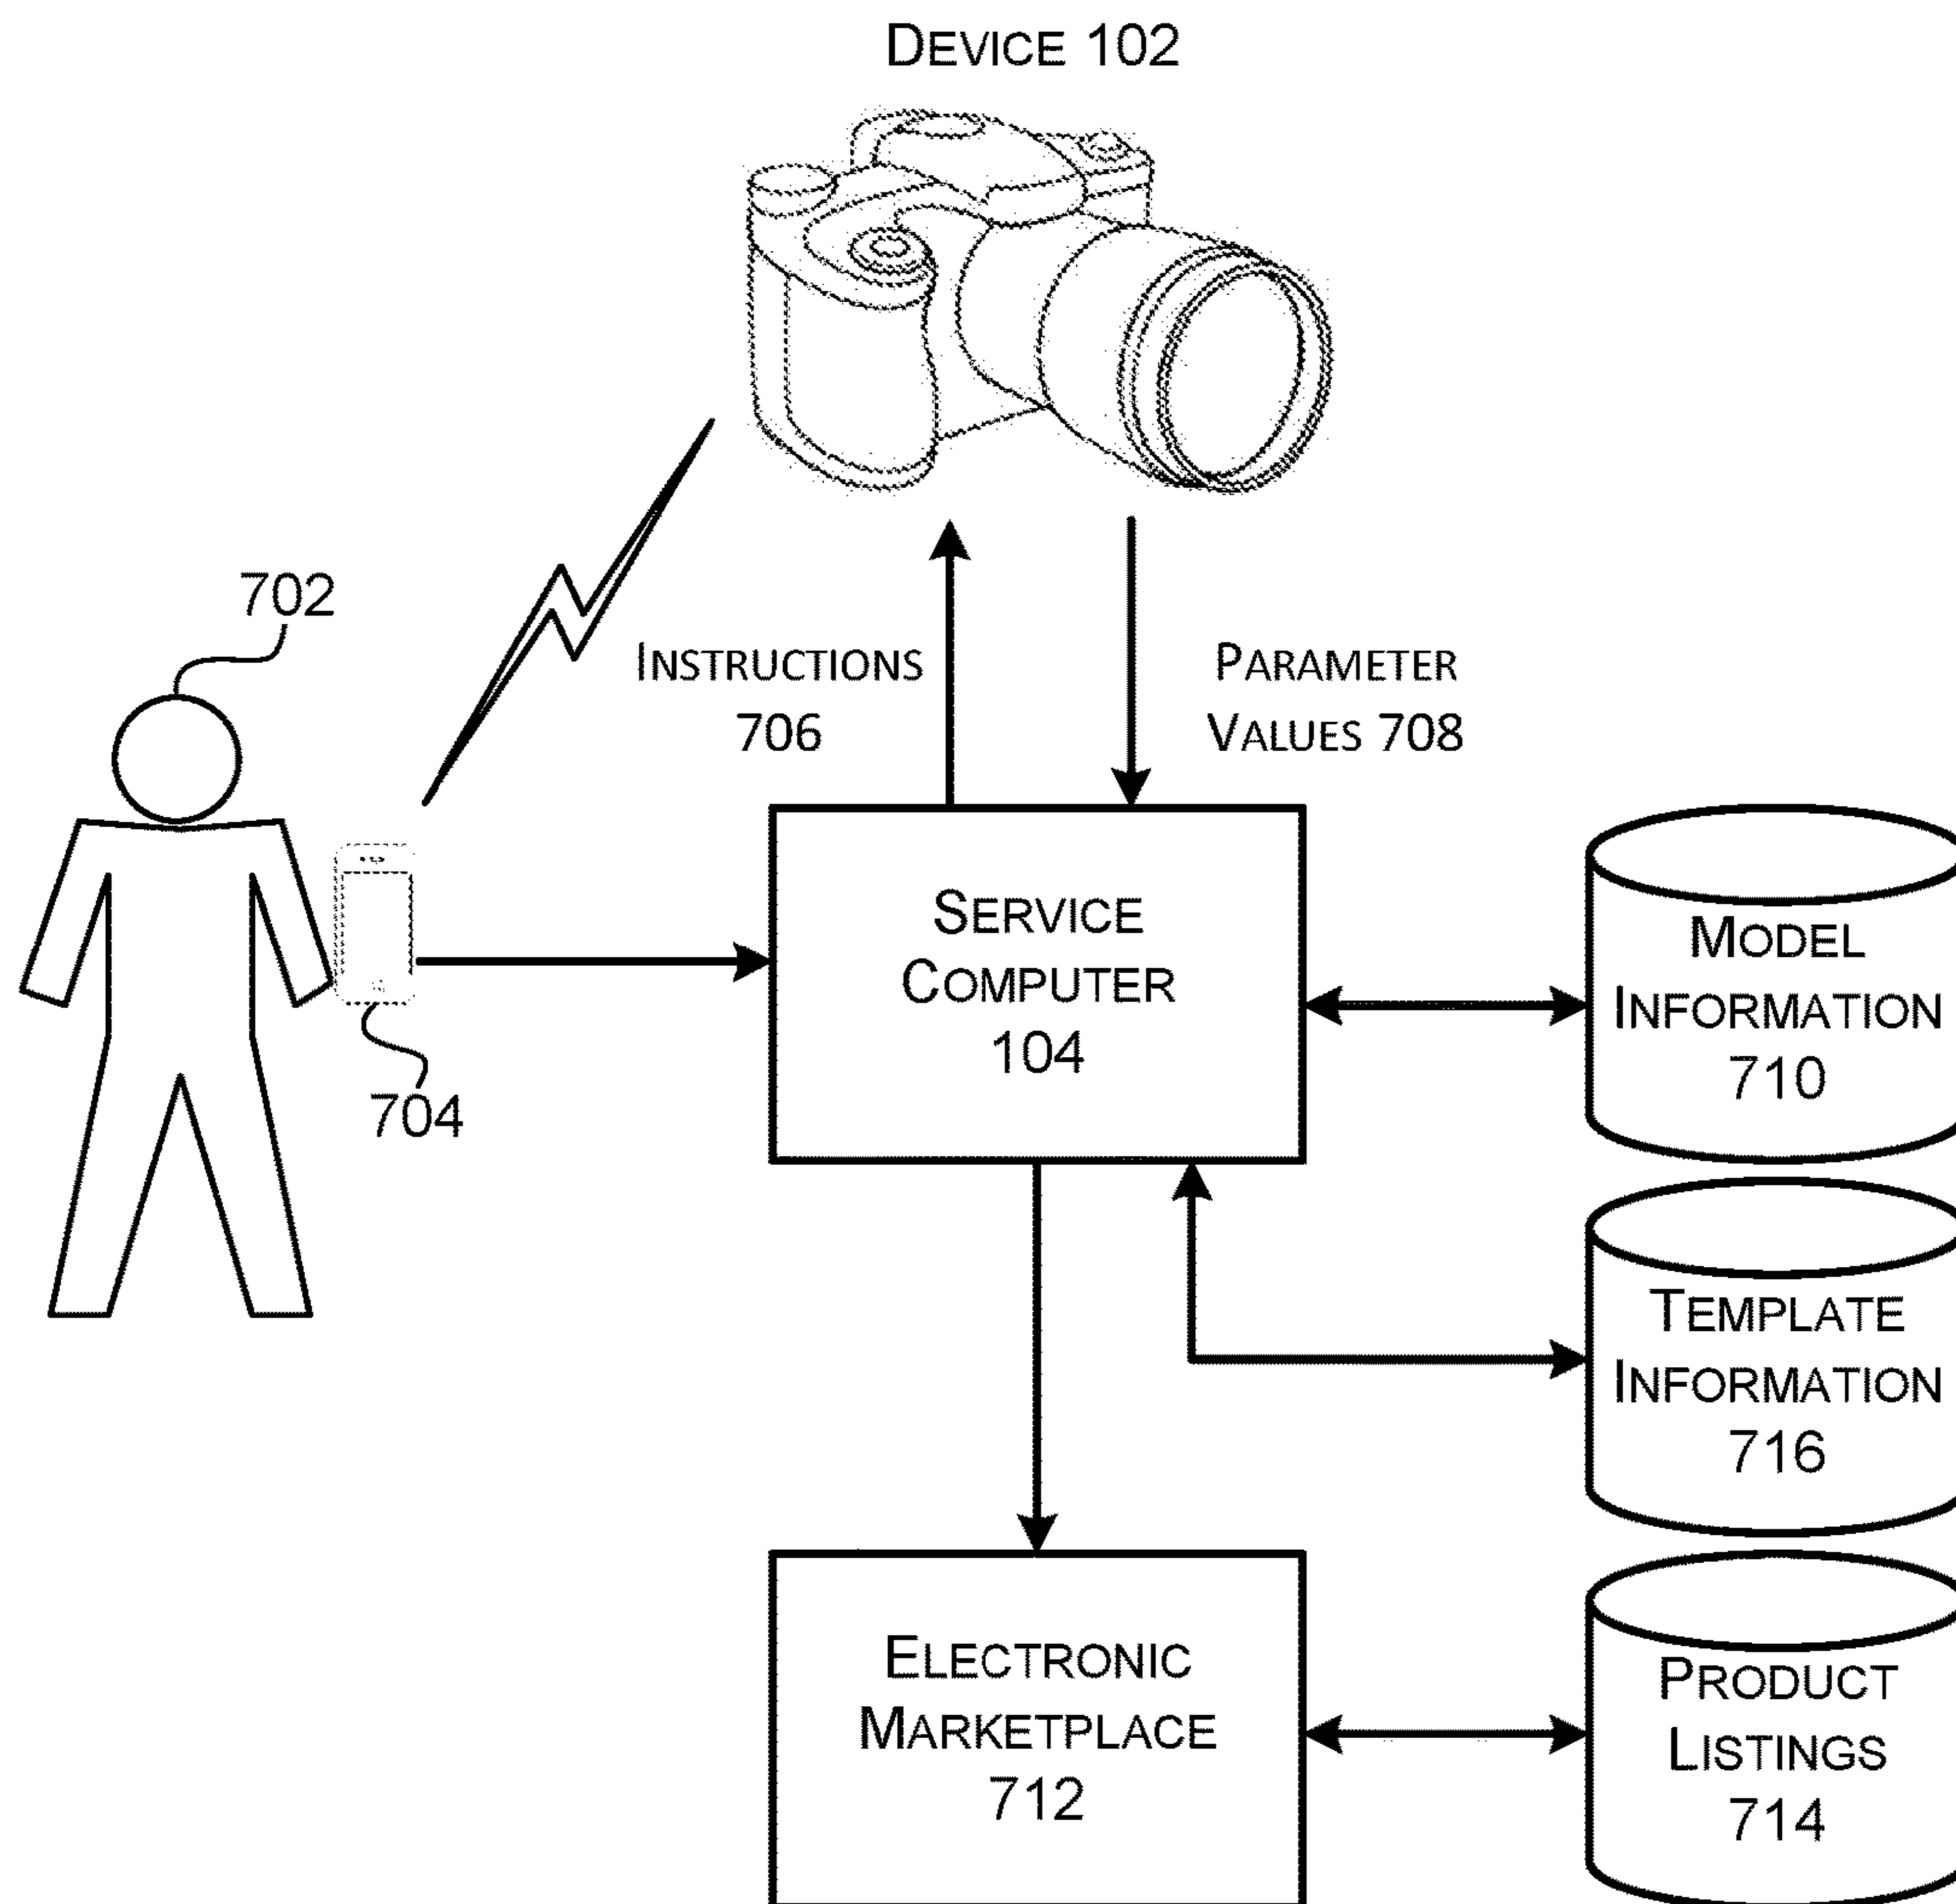 DEVICE 102
702
INSTRUCTIONS
706
PARAMETER
VALUES 708
704
SERVICE
COMPUTER
104
MODEL
INFORMATION
710
TEMPLATE
INFORMATION
716
ELECTRONIC
MARKETPLACE
712
PRODUCT
LISTINGS
714